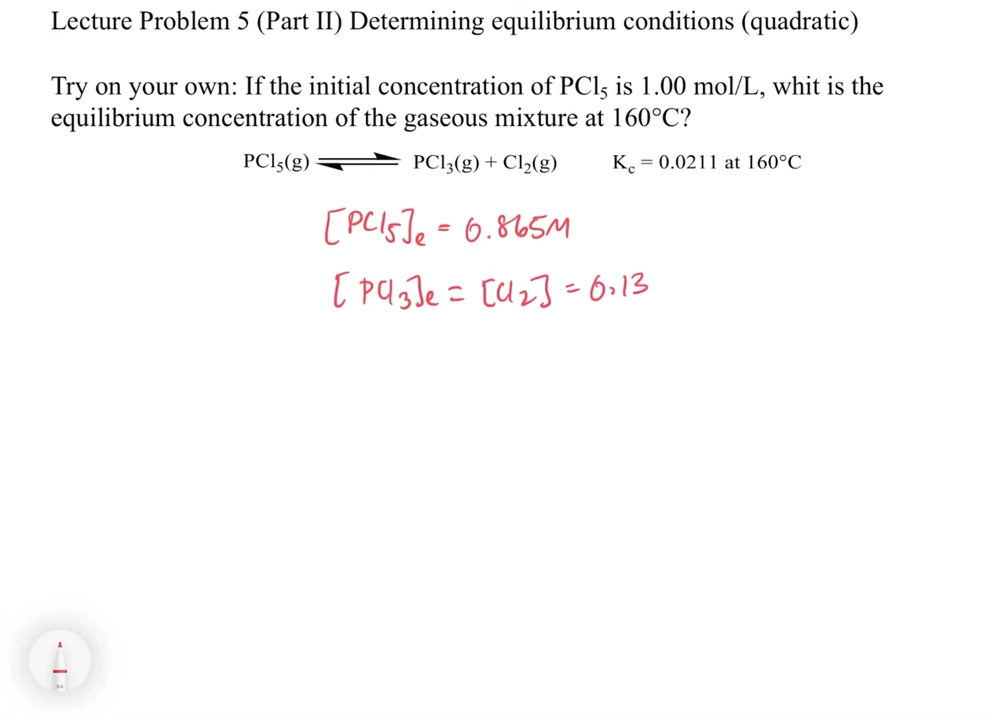 Lecture Problem 5 (Part II) Determining equilibrium conditions (quadratic)
Try on your own: If the initial concentration of PCl₅ is 1.00 mol/L, whit is the
equilibrium concentration of the gaseous mixture at 160°C?
PCl₅(g) ⇌ PCl₃(g) + Cl₂(g) K꜀ = 0.0211 at 160°C
[PCl₅]ₑ = 0.865M
[PCl₃]ₑ = [Cl₂] = 0.13
54